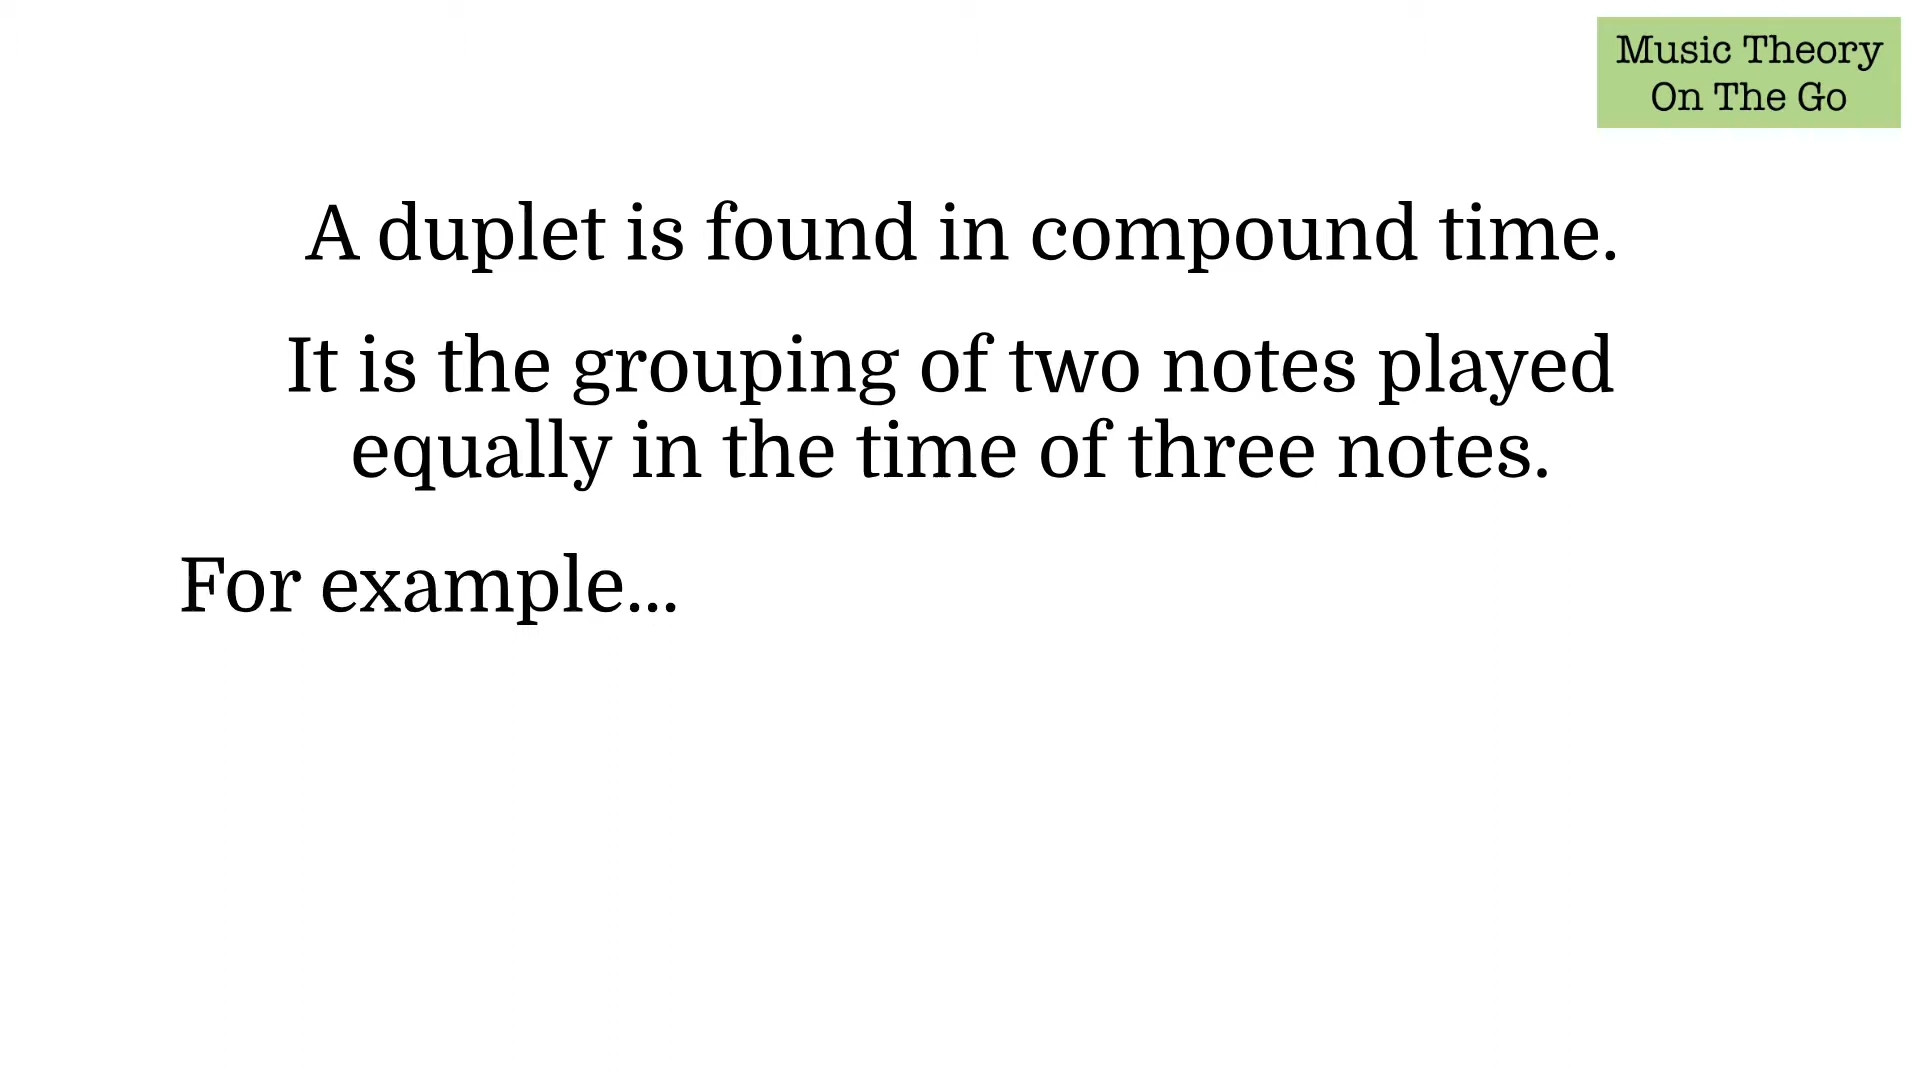 Music Theory
On The Go
A duplet is found in compound time.
It is the grouping of two notes played
equally in the time of three notes.
For example...